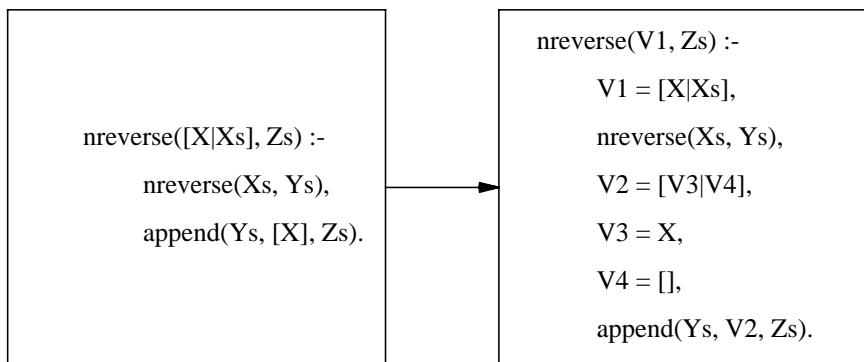 nreverse([X|Xs], Zs) :-
nreverse(Xs, Ys),
append(Ys, [X], Zs).
nreverse(V1, Zs) :-
V1 = [X|Xs],
nreverse(Xs, Ys),
V2 = [V3|V4],
V3 = X,
V4 = [],
append(Ys, V2, Zs).